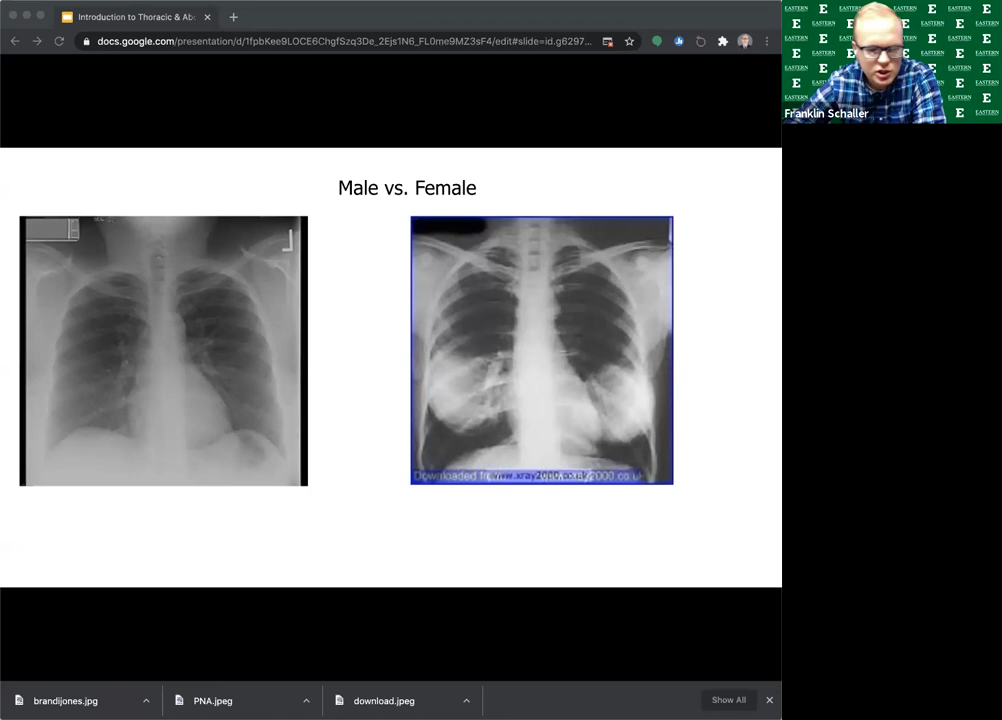 Introduction to Thoracic & Abd
docs.google.com/presentation/d/1fpbKee9LOCE6ChgfSzq3De_2Ejs1N6_FL0me9MZ3sF4/edit#slide=id.g6297...
EASTERN
E
Franklin Schaller
Male vs. Female
L
Downloaded from www.xray2000.co.uk
brandijones.jpg
PNA.jpeg
download.jpeg
Show All